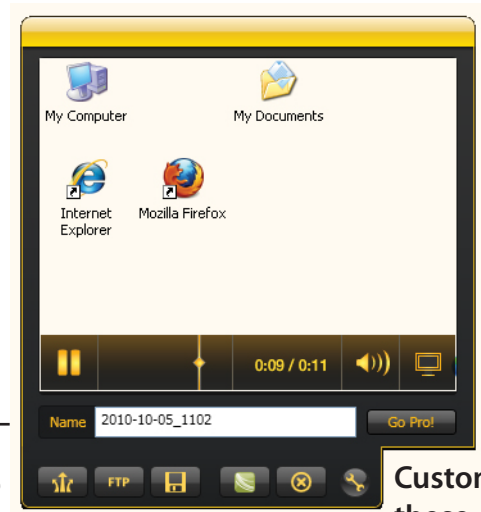 My Computer My Documents
Internet Explorer Mozilla Firefox
0:09 / 0:11
Name 2010-10-05_1102 Go Pro!
FTP
Custom